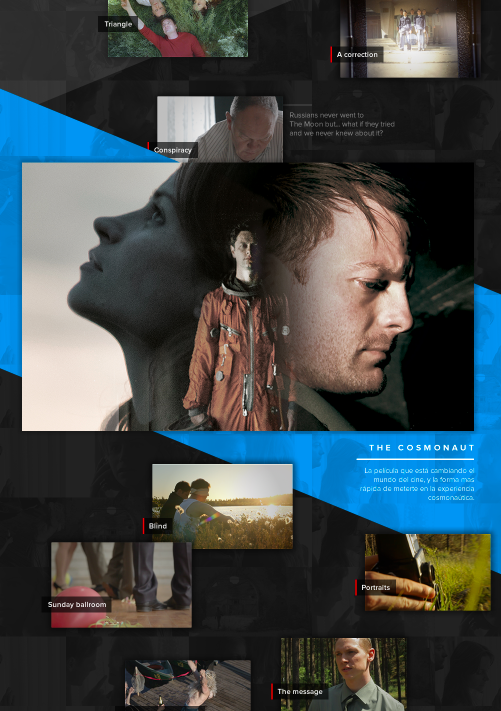 Triangle
A correction
Russians never went to
The Moon but... what if they tried
and we never knew about it?
Conspiracy
THE COSMONAUT
La película que está cambiando el
mundo del cine, y la forma mas
rápida de meterte en la experiencia
cosmonáutica.
Blind
Portraits
Sunday ballroom
The message